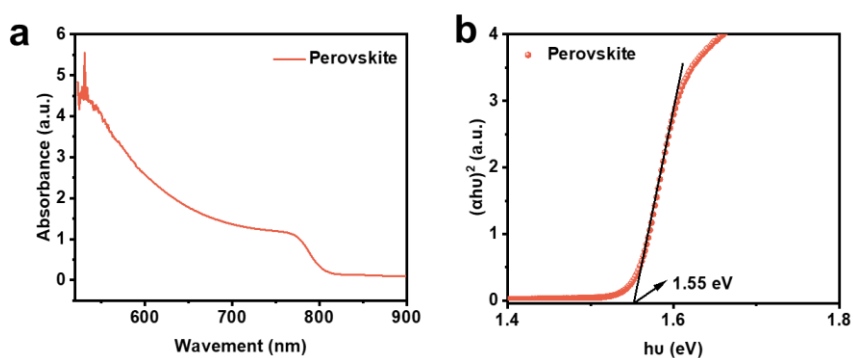 a
Absorbance (a.u.)
6
5
4
3
2
1
0
Perovskite
600
700
800
900
Wavement (nm)
b
(αhυ)² (a.u.)
4
3
2
1
0
Perovskite
1.55 eV
1.4
1.6
1.8
hυ (eV)